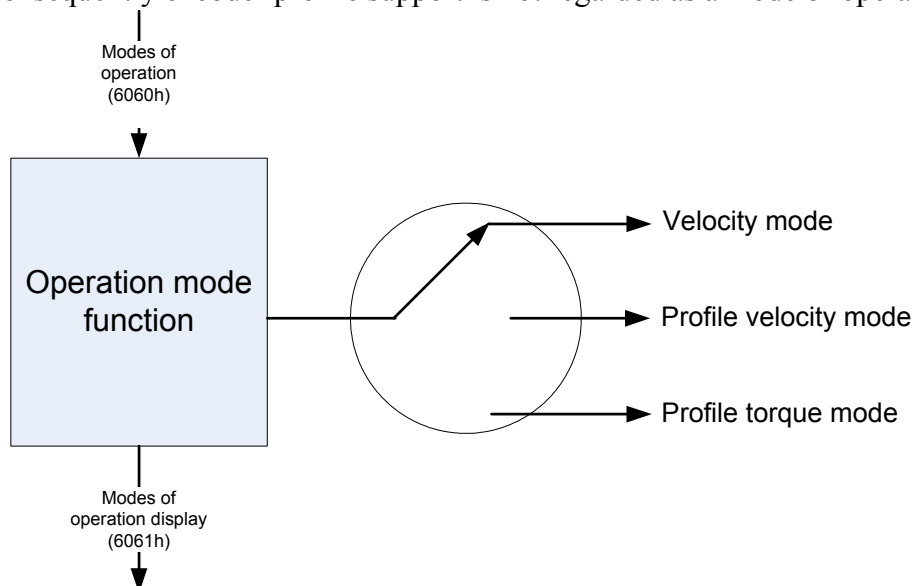 Modes of
operation
(6060h)
Operation mode
function
Velocity mode
Profile velocity mode
Profile torque mode
Modes of
operation display
(6061h)